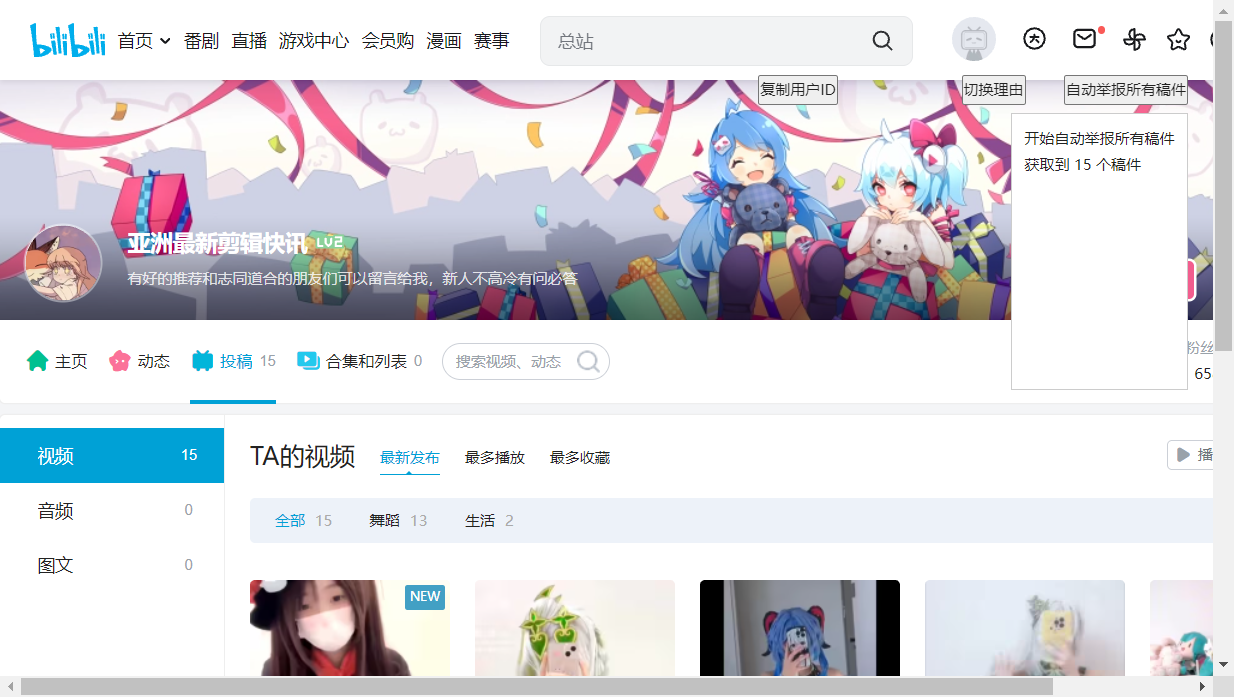 bilibili 首页 番剧 直播 游戏中心 会员购 漫画 赛事 总站
复制用户ID 切换理由 自动举报所有稿件
开始自动举报所有稿件
获取到 15 个稿件
亚洲最新剪辑快讯 LV2
有好的推荐和志同道合的朋友们可以留言给我，新人不高冷有问必答
主页 动态 投稿 15 合集和列表 0 搜索视频、动态
粉丝
65
视频 15
音频 0
图文 0
TA的视频 最新发布 最多播放 最多收藏 播
全部 15 舞蹈 13 生活 2
NEW